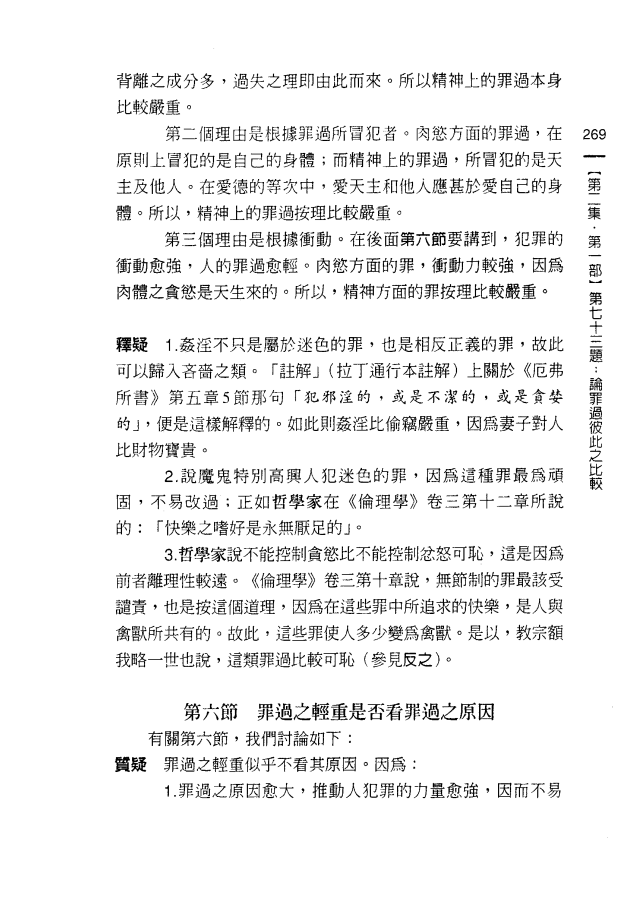 背離之成分多，過失之理即由此而來。所以精神上的罪過本身
比較嚴重。
第二個理由是根據罪過所冒犯者。肉慾方面的罪過，在
原則上冒犯的是自己的身體；而精神上的罪過，所冒犯的是天
主及他人。在愛德的等次中，愛天主和他人應甚於愛自己的身
體。所以，精神上的罪過按理比較嚴重。
第三個理由是根據衝動。在後面第六節要講到，犯罪的
衝動愈強，人的罪過愈輕。肉慾方面的罪，衝動力較強，因爲
肉體之貪慾是天生來的。所以，精神方面的罪按理比較嚴重。
釋疑　1.姦淫不只是屬於迷色的罪，也是相反正義的罪，故此
可以歸入吝嗇之類。「註解」（拉丁通行本註解）上關於《厄弗
所書》第五章5節那句「犯邪淫的，或是不潔的，或是貪婪
的」，便是這樣解釋的。如此則姦淫比偷竊嚴重，因爲妻子對人
比財物寶貴。
2.說魔鬼特別高興人犯迷色的罪，因爲這種罪最爲頑
固，不易改過；正如哲學家在《倫理學》卷三第十二章所說
的：「快樂之嗜好是永無厭足的」。
3.哲學家說不能控制貪慾比不能控制忿怒可恥，這是因爲
前者離理性較遠。《倫理學》卷三第十章說，無節制的罪最該受
譴責，也是按這個道理，因爲在這些罪中所追求的快樂，是人與
禽獸所共有的。故此，這些罪使人多少變爲禽獸。是以，教宗額
我略一世也說，這類罪過比較可恥（參見反之）。
第六節　罪過之輕重是否看罪過之原因
有關第六節，我們討論如下：
質疑　罪過之輕重似乎不看其原因。因爲：
1.罪過之原因愈大，推動人犯罪的力量愈強，因而不易
269
【第二集．第一部】第七十三題：論罪過彼此之比較